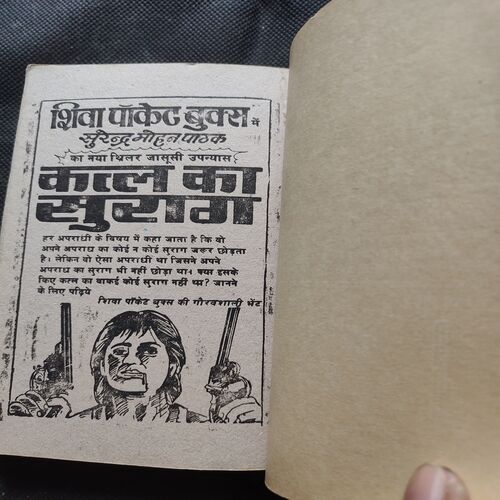 शिवा पॉकेट बुक्स में
सुरेन्द्र मोहन पाठक
का नया थ्रिलर जासूसी उपन्यास
कत्ल का
सुराग
हर अपराधी के विषय में कहा जाता है कि वो
अपने अपराध का कोई न कोई सुराग जरूर छोड़ता
है। लेकिन वो ऐसा अपराधी था जिसने अपने
अपराध का सुराग भी नहीं छोड़ा था। क्या इसके
किए कत्ल का वाकई कोई सुराग नहीं था? जानने
के लिए पढ़िये
शिवा पॉकेट बुक्स की गौरवशाली भेंट